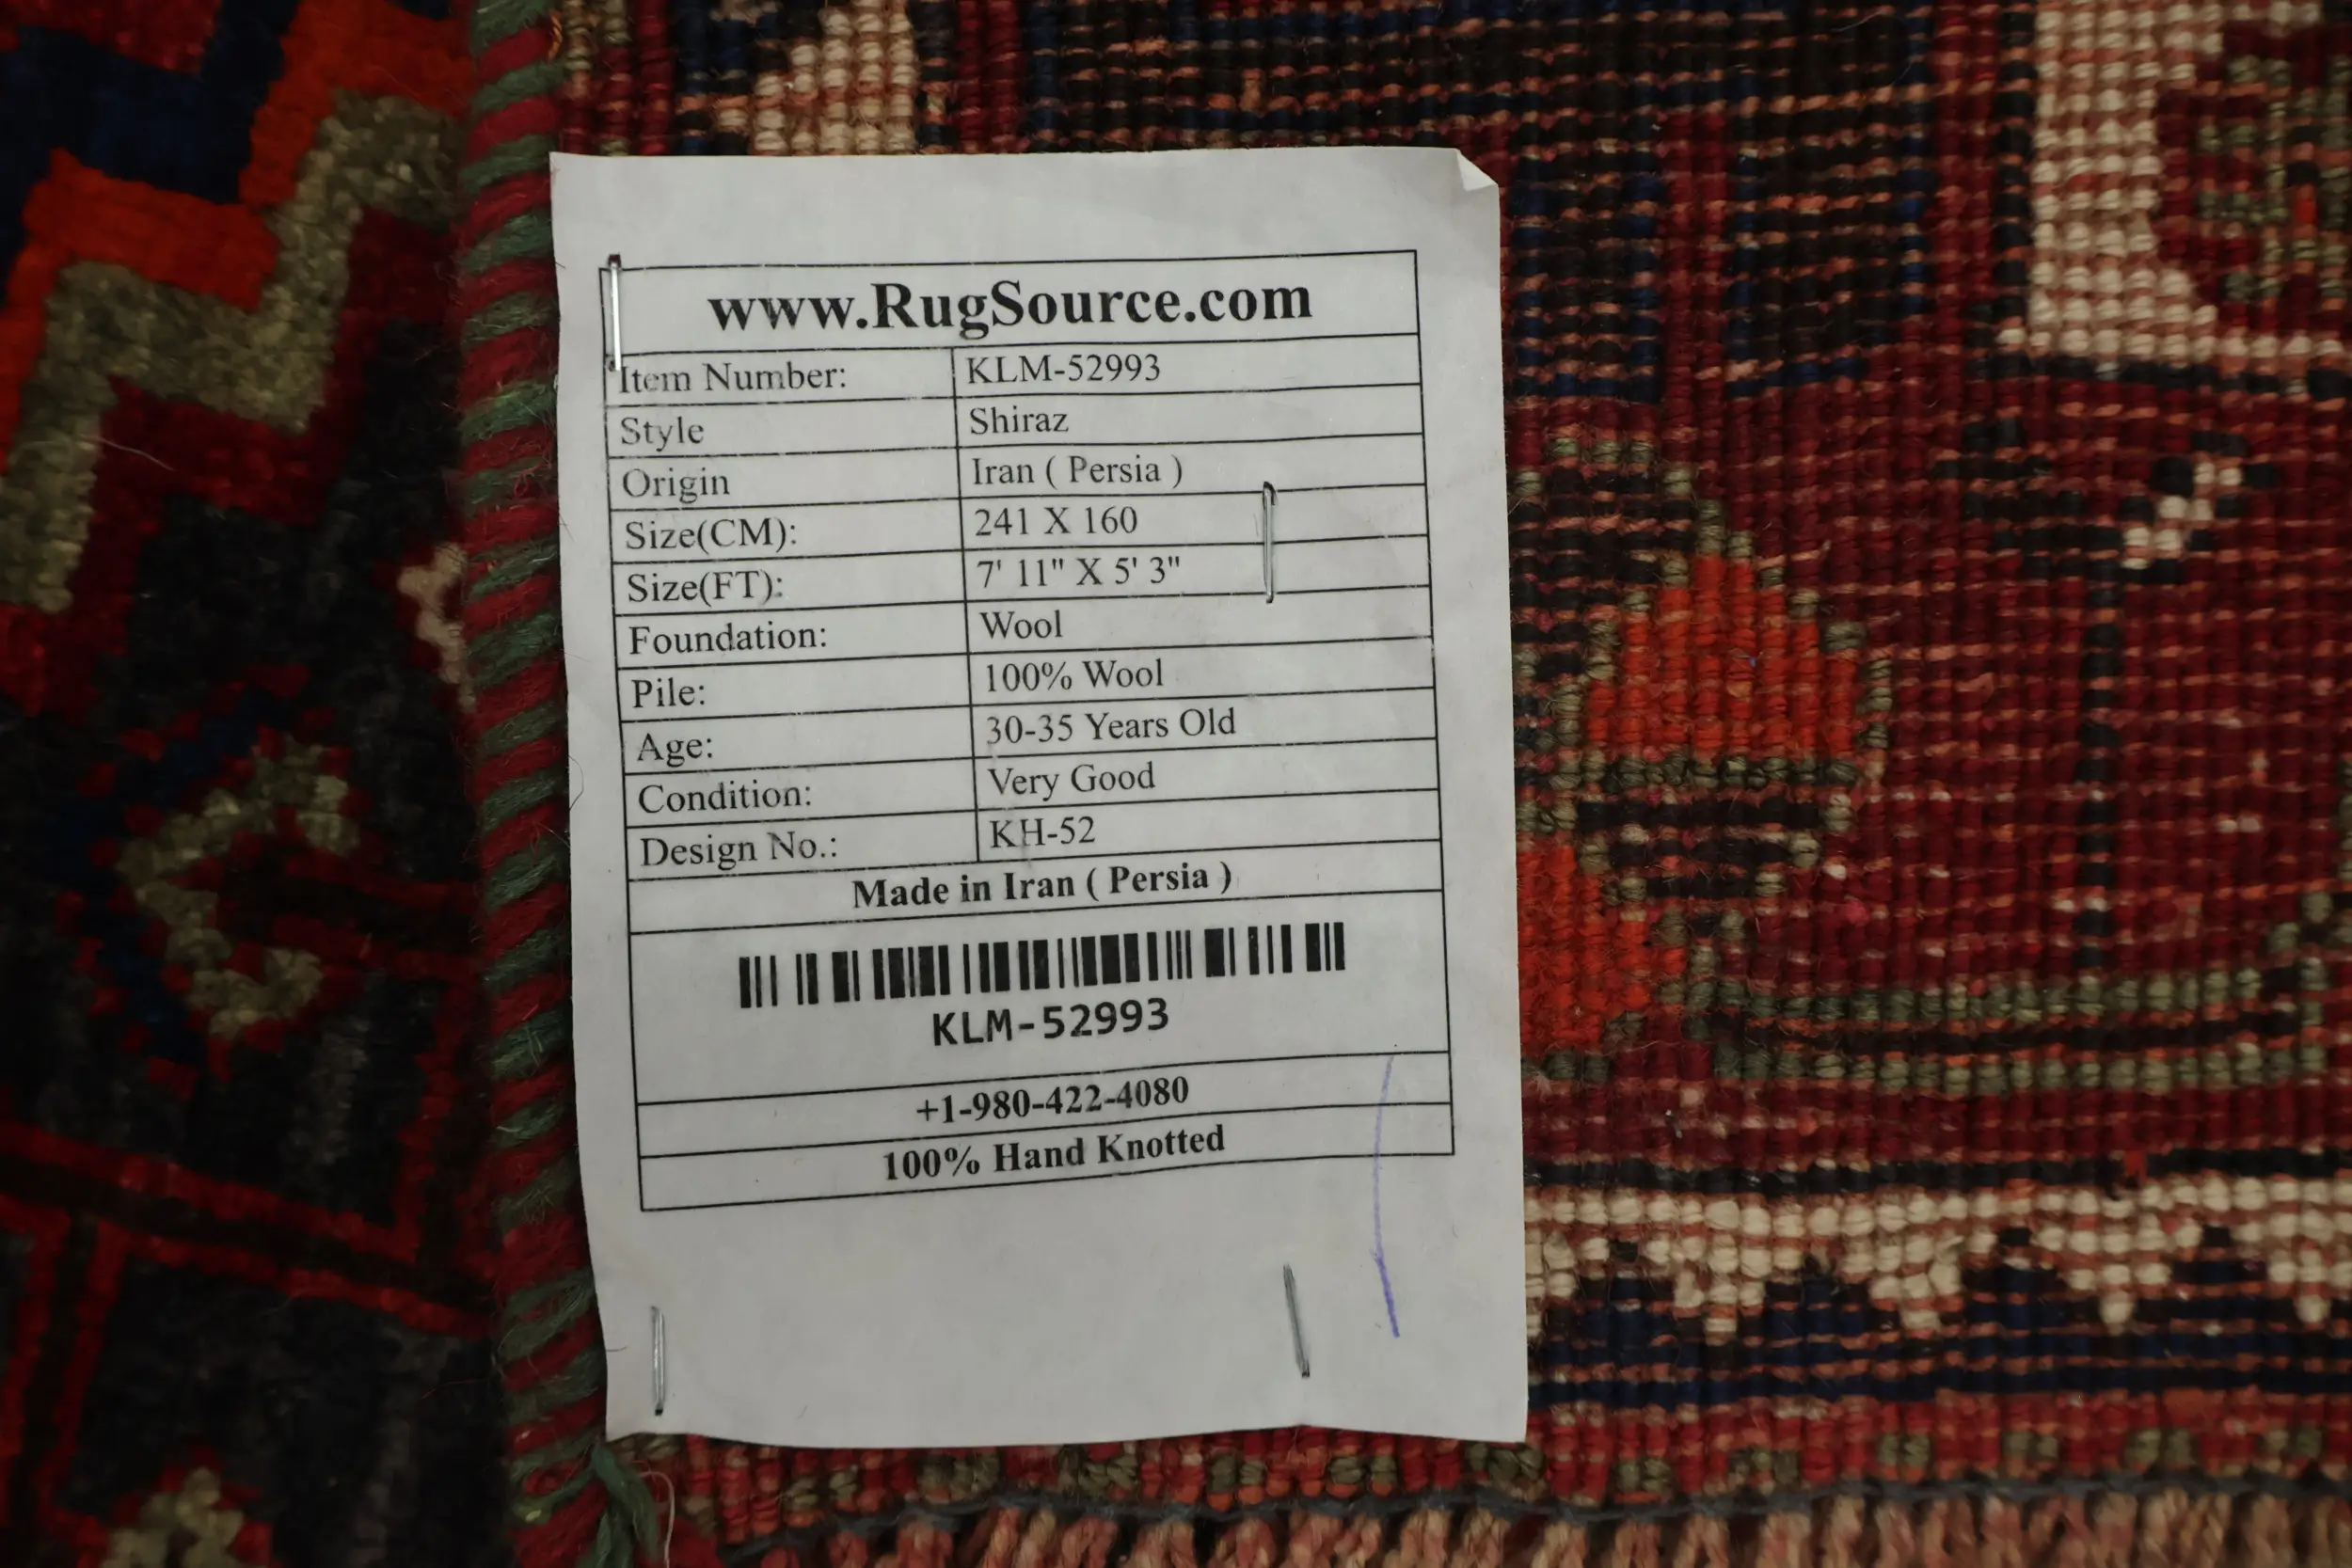 www.RugSource.com
Item Number: KLM-52993
Style Shiraz
Origin Iran ( Persia )
Size(CM): 241 X 160
Size(FT): 7' 11" X 5' 3"
Foundation: Wool
Pile: 100% Wool
Age: 30-35 Years Old
Condition: Very Good
Design No.: KH-52
Made in Iran ( Persia )
KLM-52993
+1-980-422-4080
100% Hand Knotted